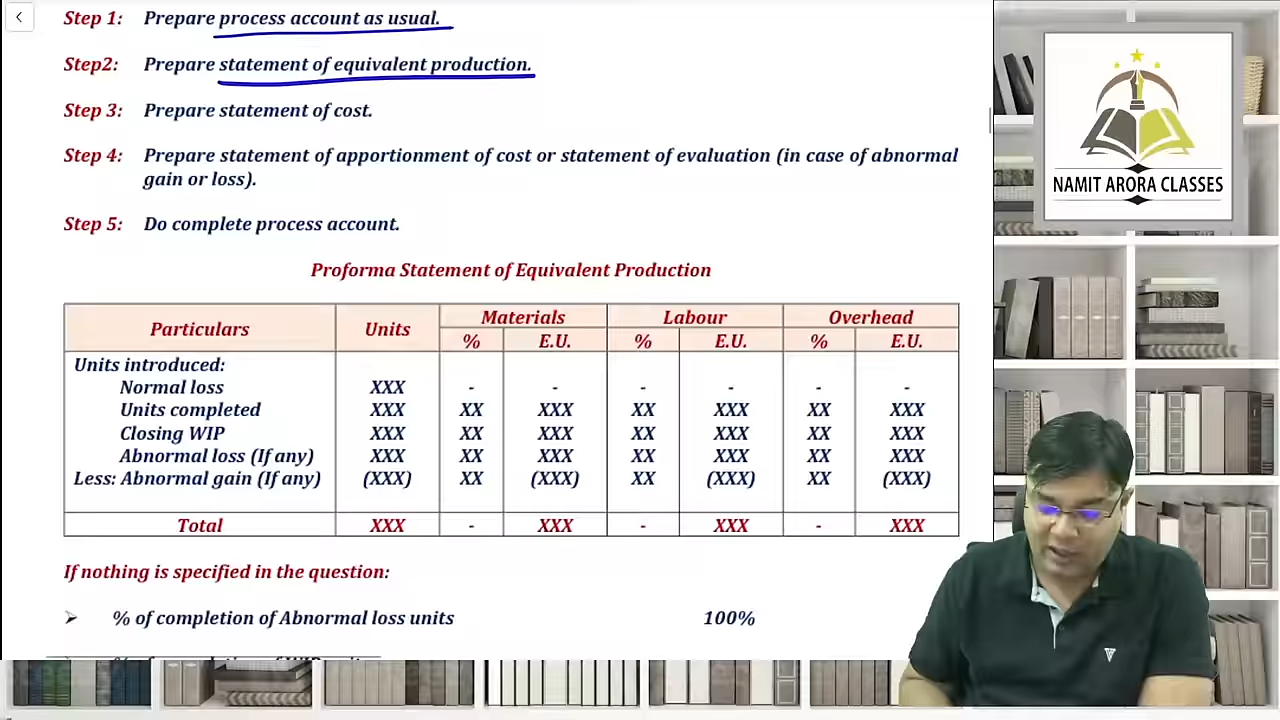 Step 1: Prepare process account as usual.
Step2: Prepare statement of equivalent production.
Step 3: Prepare statement of cost.
Step 4: Prepare statement of apportionment of cost or statement of evaluation (in case of abnormal
gain or loss).
Step 5: Do complete process account.
Proforma Statement of Equivalent Production
Particulars Units Materials Labour Overhead
% E.U. % E.U. % E.U.
Units introduced:
Normal loss XXX - - - - - -
Units completed XXX XX XXX XX XXX XX XXX
Closing WIP XXX XX XXX XX XXX XX XXX
Abnormal loss (If any) XXX XX XXX XX XXX XX XXX
Less: Abnormal gain (If any) (XXX) XX (XXX) XX (XXX) XX (XXX)
Total XXX - XXX - XXX - XXX
If nothing is specified in the question:
➢ % of completion of Abnormal loss units 100%
NAMIT ARORA CLASSES